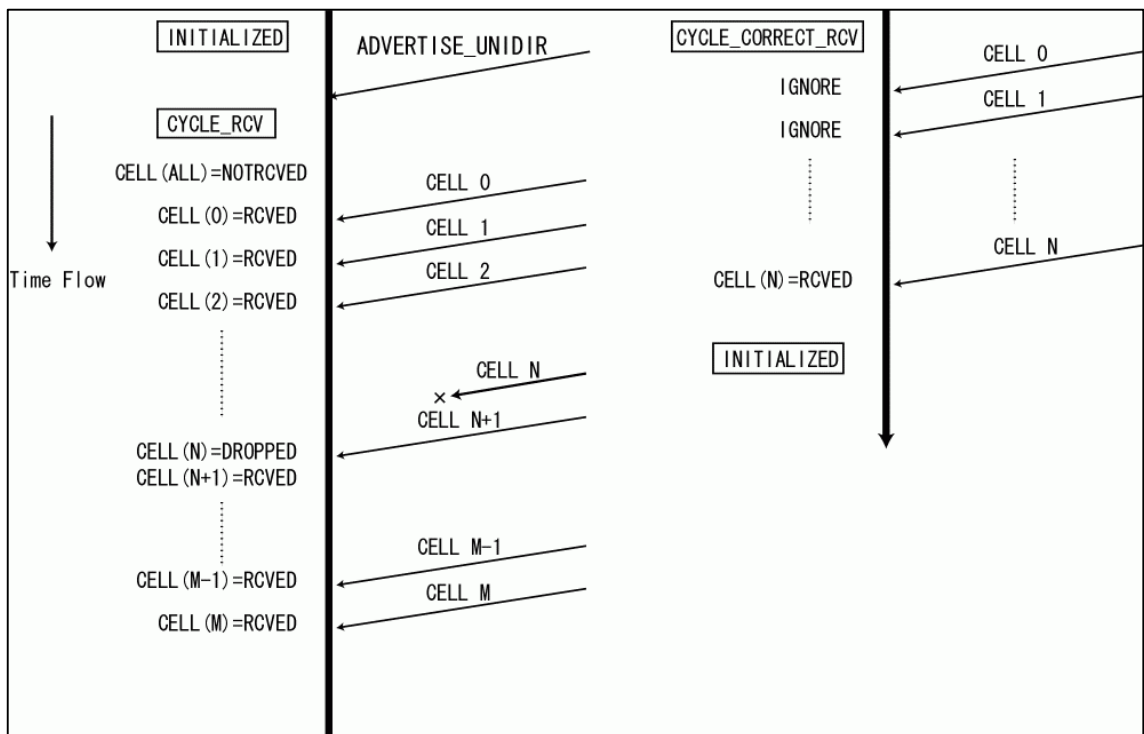 INITIALIZED
ADVERTISE_UNIDIR
CYCLE_RCV
CELL(ALL)=NOTRCVED
CELL 0
CELL(0)=RCVED
CELL 1
CELL(1)=RCVED
CELL 2
CELL(2)=RCVED
Time Flow
CELL N
×
CELL N+1
CELL(N)=DROPPED
CELL(N+1)=RCVED
CELL M-1
CELL(M-1)=RCVED
CELL M
CELL(M)=RCVED
CYCLE_CORRECT_RCV
CELL 0
IGNORE
CELL 1
IGNORE
CELL N
CELL(N)=RCVED
INITIALIZED